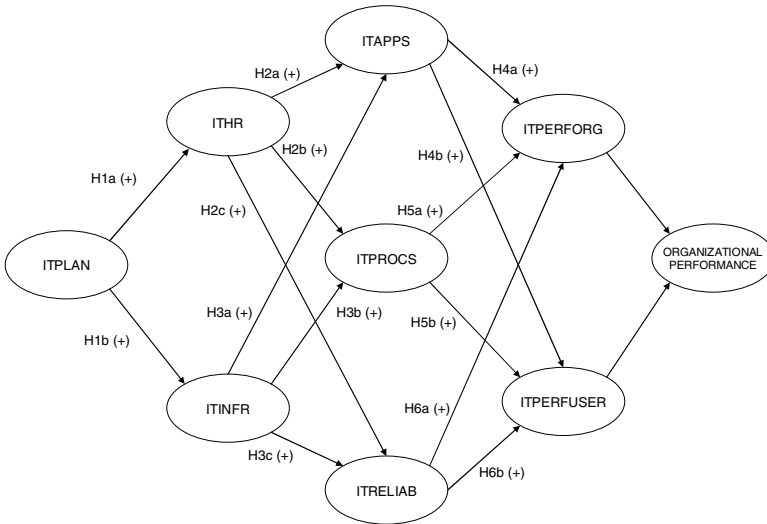 ITAPPS
H2a (+)
H4a (+)
ITHR
ITPERFORG
H2b (+)
H4b (+)
H1a (+)
H2c (+)
H5a (+)
ITPLAN
ITPROCS
ORGANIZATIONAL
PERFORMANCE
H3a (+)
H3b (+)
H5b (+)
H1b (+)
ITINFR
H6a (+)
ITPERFUSER
H3c (+)
H6b (+)
ITRELIAB